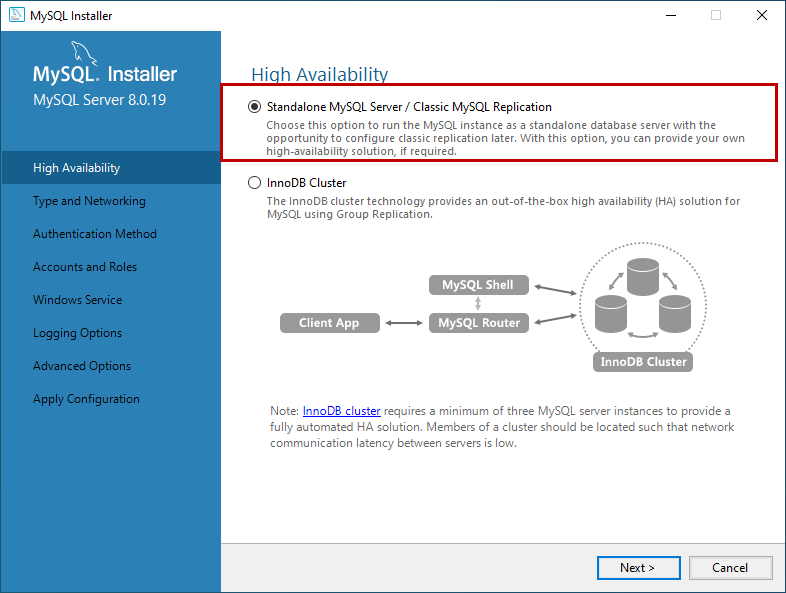 MySQL Installer
MySQL. Installer
MySQL Server 8.0.19
High Availability
Type and Networking
Authentication Method
Accounts and Roles
Windows Service
Logging Options
Advanced Options
Apply Configuration
High Availability
Standalone MySQL Server / Classic MySQL Replication
Choose this option to run the MySQL instance as a standalone database server with the
opportunity to configure classic replication later. With this option, you can provide your own
high-availability solution, if required.
InnoDB Cluster
The InnoDB cluster technology provides an out-of-the-box high availability (HA) solution for
MySQL using Group Replication.
MySQL Shell
Client App
MySQL Router
InnoDB Cluster
Note: InnoDB cluster requires a minimum of three MySQL server instances to provide a
fully automated HA solution. Members of a cluster should be located such that network
communication latency between servers is low.
Next >
Cancel